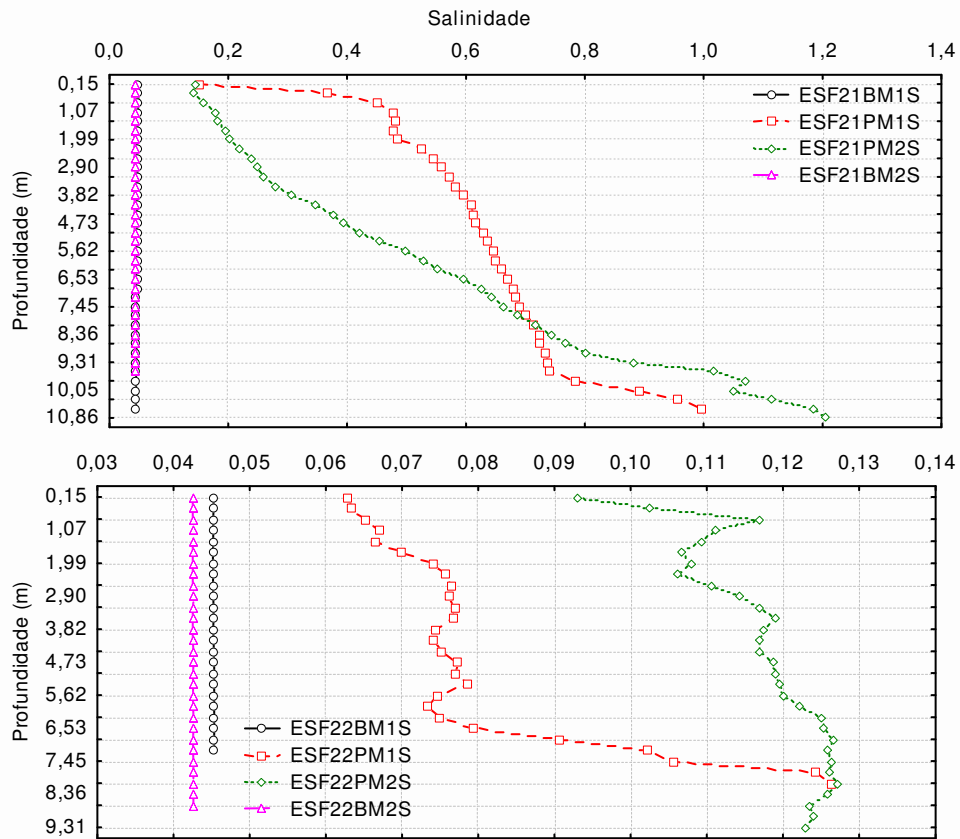 Salinidade
0,0 0,2 0,4 0,6 0,8 1,0 1,2 1,4
Profundidade (m)
0,15
1,07
1,99
2,90
3,82
4,73
5,62
6,53
7,45
8,36
9,31
10,05
10,86
ESF21BM1S
ESF21PM1S
ESF21PM2S
ESF21BM2S
0,03 0,04 0,05 0,06 0,07 0,08 0,09 0,10 0,11 0,12 0,13 0,14
Profundidade (m)
0,15
1,07
1,99
2,90
3,82
4,73
5,62
6,53
7,45
8,36
9,31
ESF22BM1S
ESF22PM1S
ESF22PM2S
ESF22BM2S